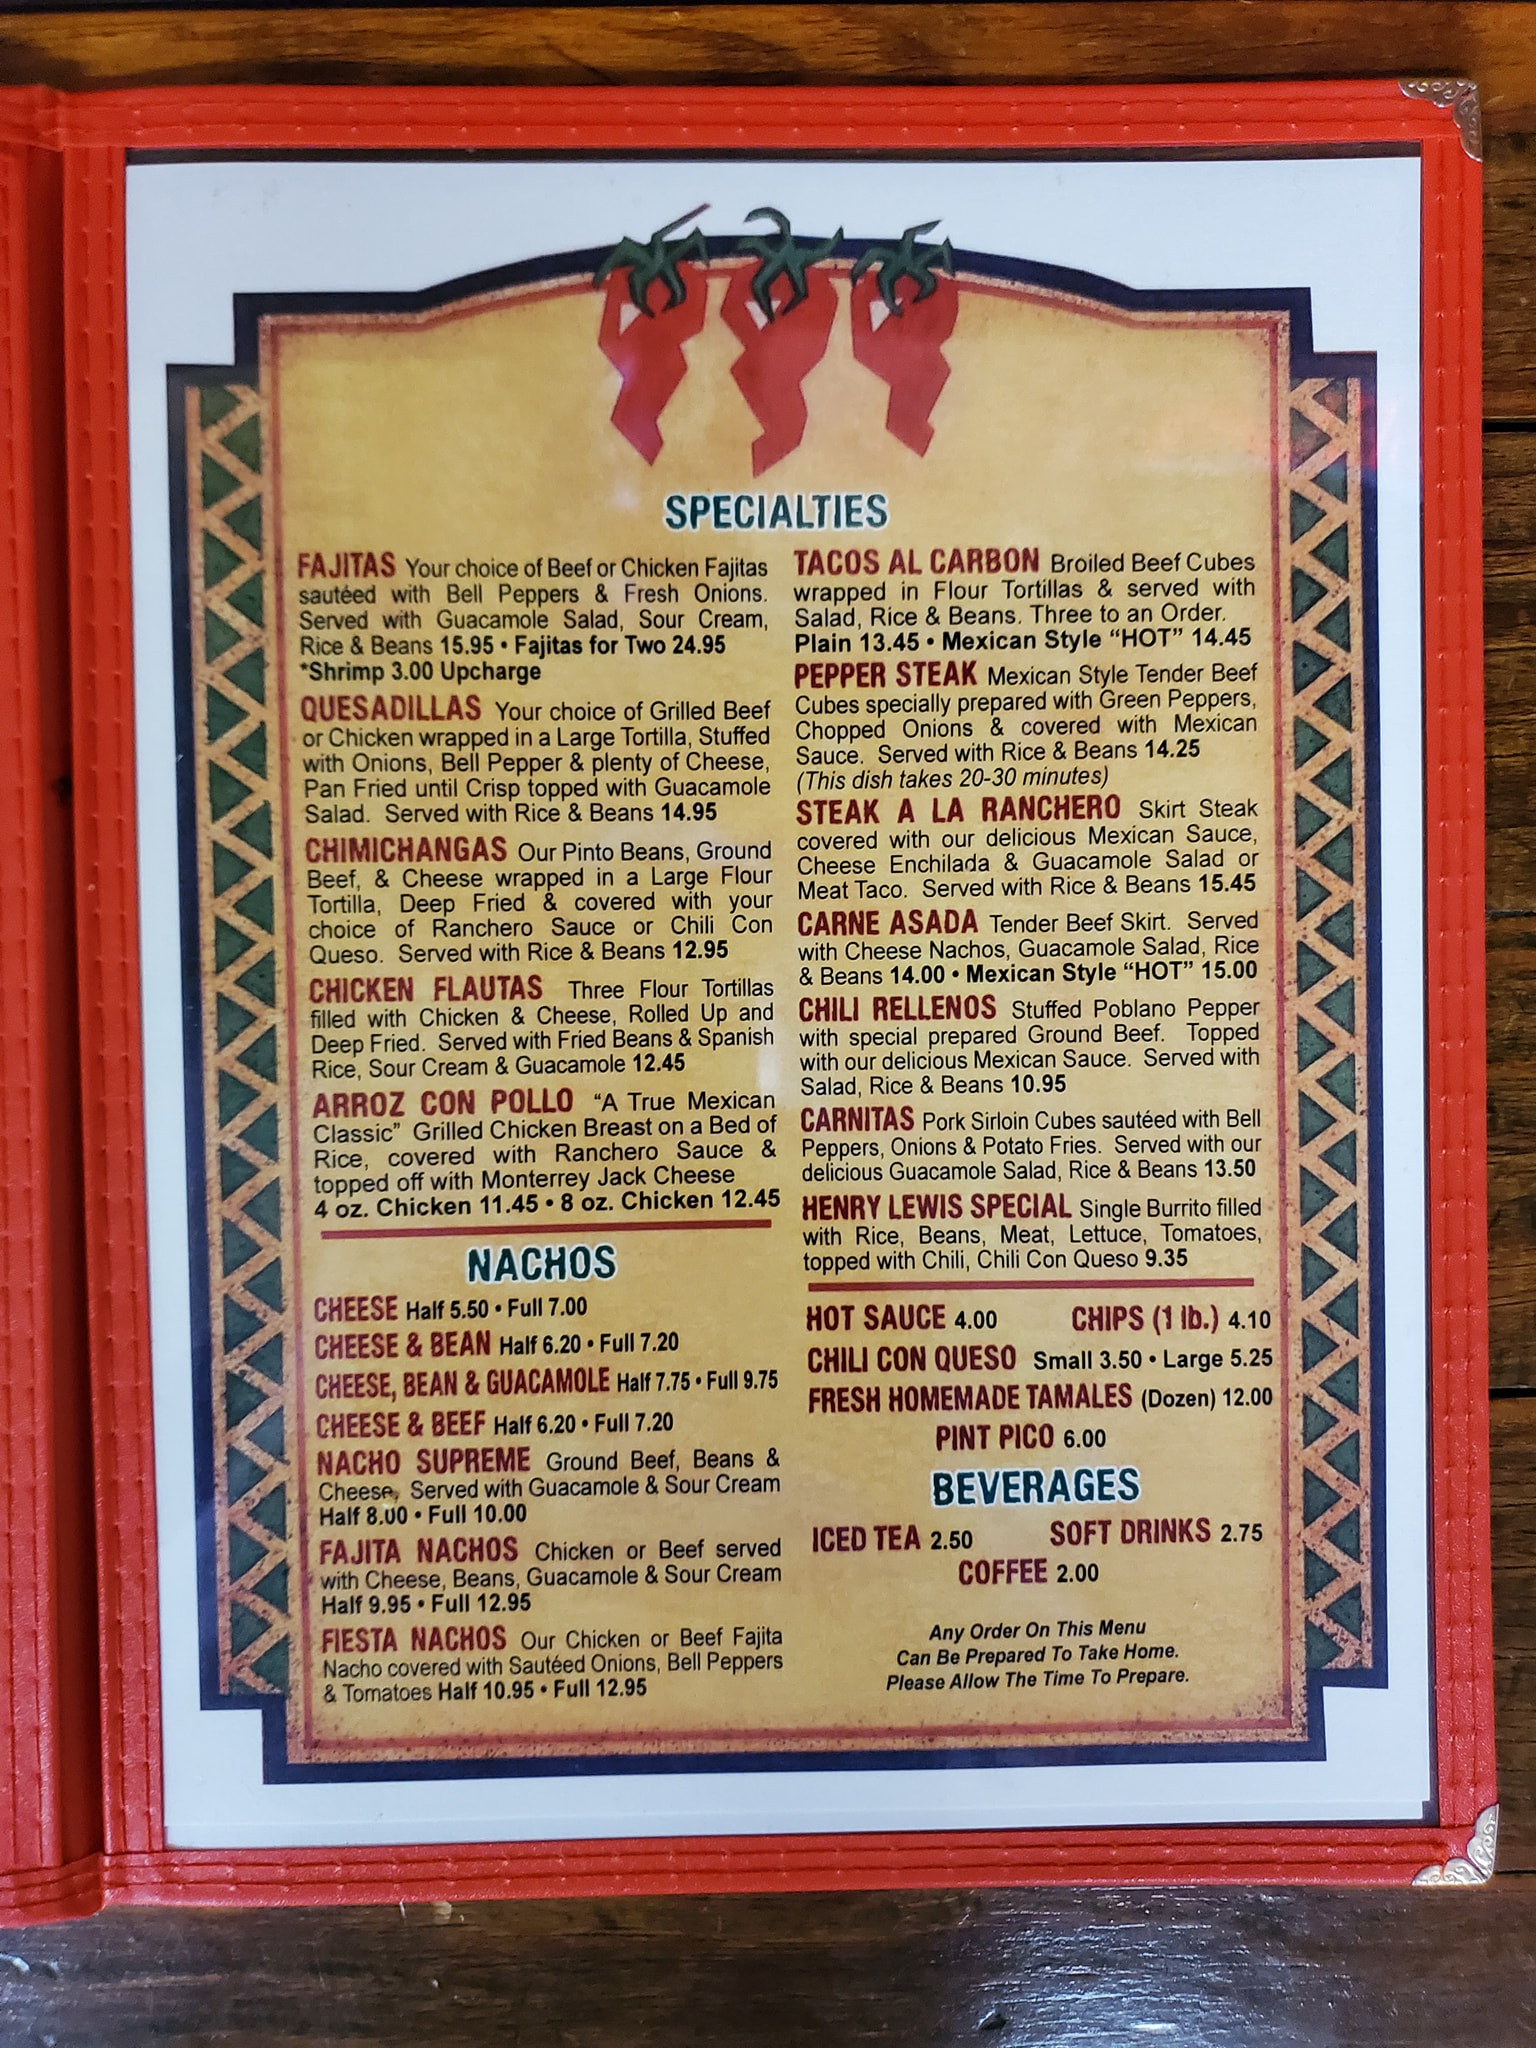 SPECIALTIES
FAJITAS Your choice of Beef or Chicken Fajitas
sautéed with Bell Peppers & Fresh Onions.
Served with Guacamole Salad, Sour Cream,
Rice & Beans 15.95 • Fajitas for Two 24.95
*Shrimp 3.00 Upcharge
QUESADILLAS Your choice of Grilled Beef
or Chicken wrapped in a Large Tortilla, Stuffed
with Onions, Bell Pepper & plenty of Cheese,
Pan Fried until Crisp topped with Guacamole
Salad. Served with Rice & Beans 14.95
CHIMICHANGAS Our Pinto Beans, Ground
Beef, & Cheese wrapped in a Large Flour
Tortilla, Deep Fried & covered with your
choice of Ranchero Sauce or Chili Con
Queso. Served with Rice & Beans 12.95
CHICKEN FLAUTAS Three Flour Tortillas
filled with Chicken & Cheese, Rolled Up and
Deep Fried. Served with Fried Beans & Spanish
Rice, Sour Cream & Guacamole 12.45
ARROZ CON POLLO "A True Mexican
Classic" Grilled Chicken Breast on a Bed of
Rice, covered with Ranchero Sauce &
topped off with Monterrey Jack Cheese
4 oz. Chicken 11.45 • 8 oz. Chicken 12.45
NACHOS
CHEESE Half 5.50 • Full 7.00
CHEESE & BEAN Half 6.20 • Full 7.20
CHEESE, BEAN & GUACAMOLE Half 7.75 • Full 9.75
CHEESE & BEEF Half 6.20 • Full 7.20
NACHO SUPREME Ground Beef, Beans &
Cheese, Served with Guacamole & Sour Cream
Half 8.00 • Full 10.00
FAJITA NACHOS Chicken or Beef served
with Cheese, Beans, Guacamole & Sour Cream
Half 9.95 • Full 12.95
FIESTA NACHOS Our Chicken or Beef Fajita
Nacho covered with Sautéed Onions, Bell Peppers
& Tomatoes Half 10.95 • Full 12.95
TACOS AL CARBON Broiled Beef Cubes
wrapped in Flour Tortillas & served with
Salad, Rice & Beans. Three to an Order.
Plain 13.45 • Mexican Style "HOT" 14.45
PEPPER STEAK Mexican Style Tender Beef
Cubes specially prepared with Green Peppers,
Chopped Onions & covered with Mexican
Sauce. Served with Rice & Beans 14.25
(This dish takes 20-30 minutes)
STEAK A LA RANCHERO Skirt Steak
covered with our delicious Mexican Sauce,
Cheese Enchilada & Guacamole Salad or
Meat Taco. Served with Rice & Beans 15.45
CARNE ASADA Tender Beef Skirt. Served
with Cheese Nachos, Guacamole Salad, Rice
& Beans 14.00 • Mexican Style "HOT" 15.00
CHILI RELLENOS Stuffed Poblano Pepper
with special prepared Ground Beef. Topped
with our delicious Mexican Sauce. Served with
Salad, Rice & Beans 10.95
CARNITAS Pork Sirloin Cubes sautéed with Bell
Peppers, Onions & Potato Fries. Served with our
delicious Guacamole Salad, Rice & Beans 13.50
HENRY LEWIS SPECIAL Single Burrito filled
with Rice, Beans, Meat, Lettuce, Tomatoes,
topped with Chili, Chili Con Queso 9.35
HOT SAUCE 4.00 CHIPS (1 lb.) 4.10
CHILI CON QUESO Small 3.50 • Large 5.25
FRESH HOMEMADE TAMALES (Dozen) 12.00
PINT PICO 6.00
BEVERAGES
ICED TEA 2.50 SOFT DRINKS 2.75
COFFEE 2.00
Any Order On This Menu
Can Be Prepared To Take Home.
Please Allow The Time To Prepare.